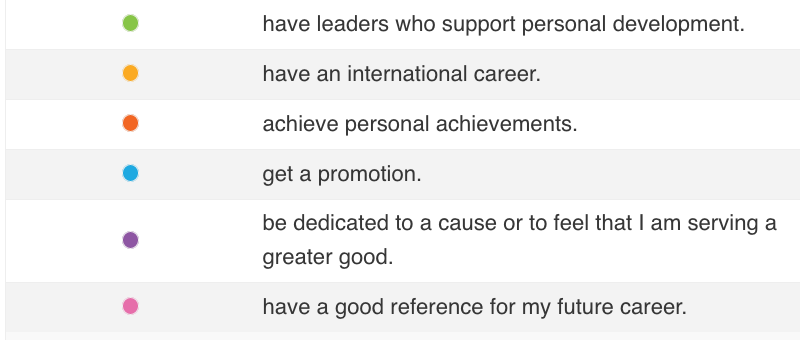 have leaders who support personal development.
have an international career.
achieve personal achievements.
get a promotion.
be dedicated to a cause or to feel that I am serving a
greater good.
have a good reference for my future career.